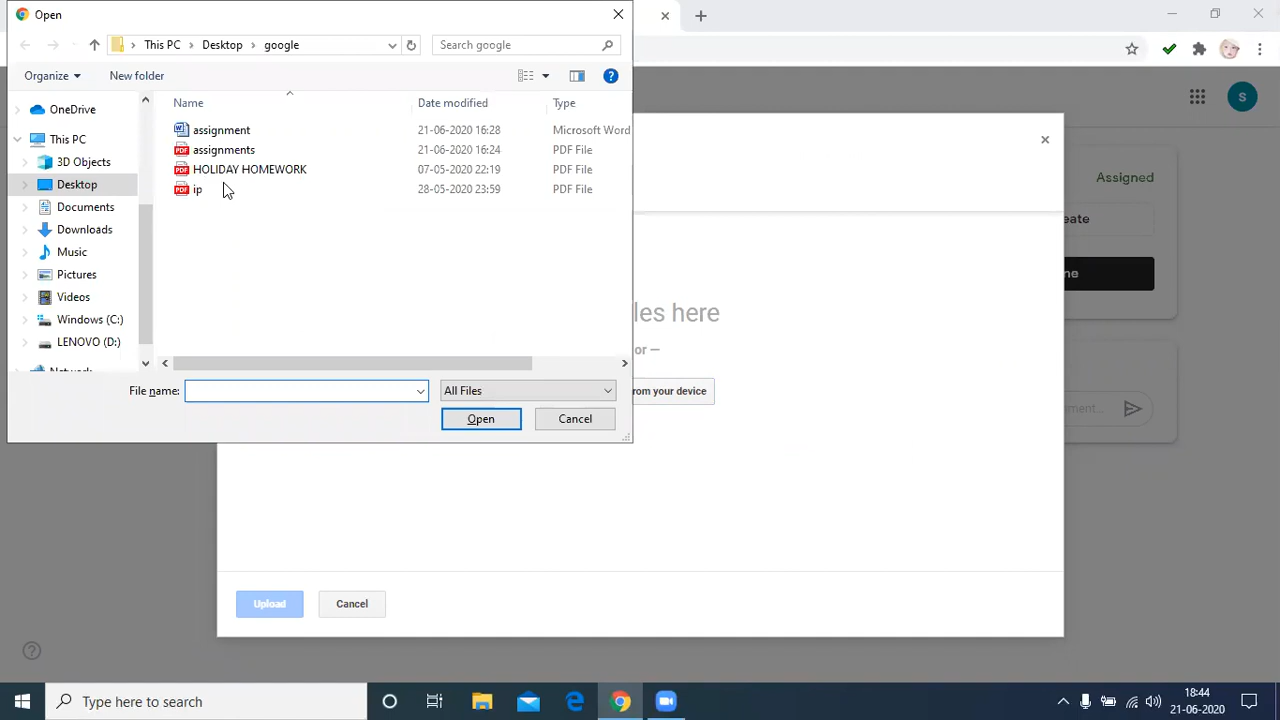 Open
This PC
Desktop
google
Search google
Organize
New folder
Name
Date modified
Type
OneDrive
This PC
3D Objects
Desktop
Documents
Downloads
Music
Pictures
Videos
Windows (C:)
LENOVO (D:)
assignment 21-06-2020 16:28 Microsoft Word
assignments 21-06-2020 16:24 PDF File
HOLIDAY HOMEWORK 07-05-2020 22:19 PDF File
ip 28-05-2020 23:59 PDF File
File name:
All Files
Open
Cancel
S
Assigned
eate
ne
les here
or —
from your device
ment...
Upload
Cancel
Type here to search
18:44
21-06-2020